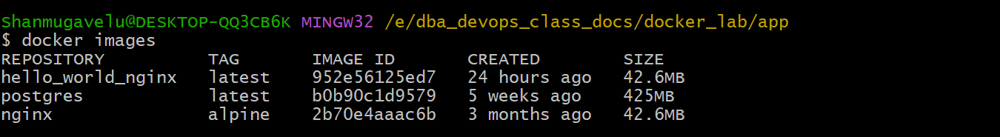 Shanmugavelu@DESKTOP-QQ3CB6K MINGW32 /e/dba_devops_class_docs/docker_lab/app
$ docker images
REPOSITORY TAG IMAGE ID CREATED SIZE
hello_world_nginx latest 952e56125ed7 24 hours ago 42.6MB
postgres latest b0b90c1d9579 5 weeks ago 425MB
nginx alpine 2b70e4aaac6b 3 months ago 42.6MB